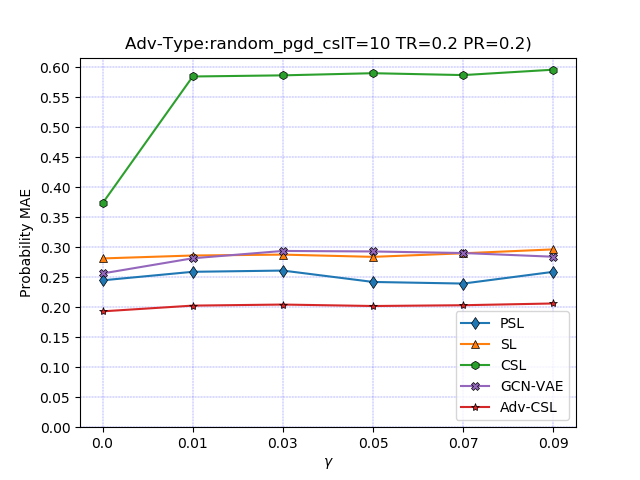 Adv-Type:random_pgd_cslT=10 TR=0.2 PR=0.2)
0.60
0.55
0.50
0.45
0.40
0.35
0.30
0.25
0.20
0.15
0.10
0.05
0.00
Probability MAE
PSL
SL
CSL
GCN-VAE
Adv-CSL
0.0 0.01 0.03 0.05 0.07 0.09
γ